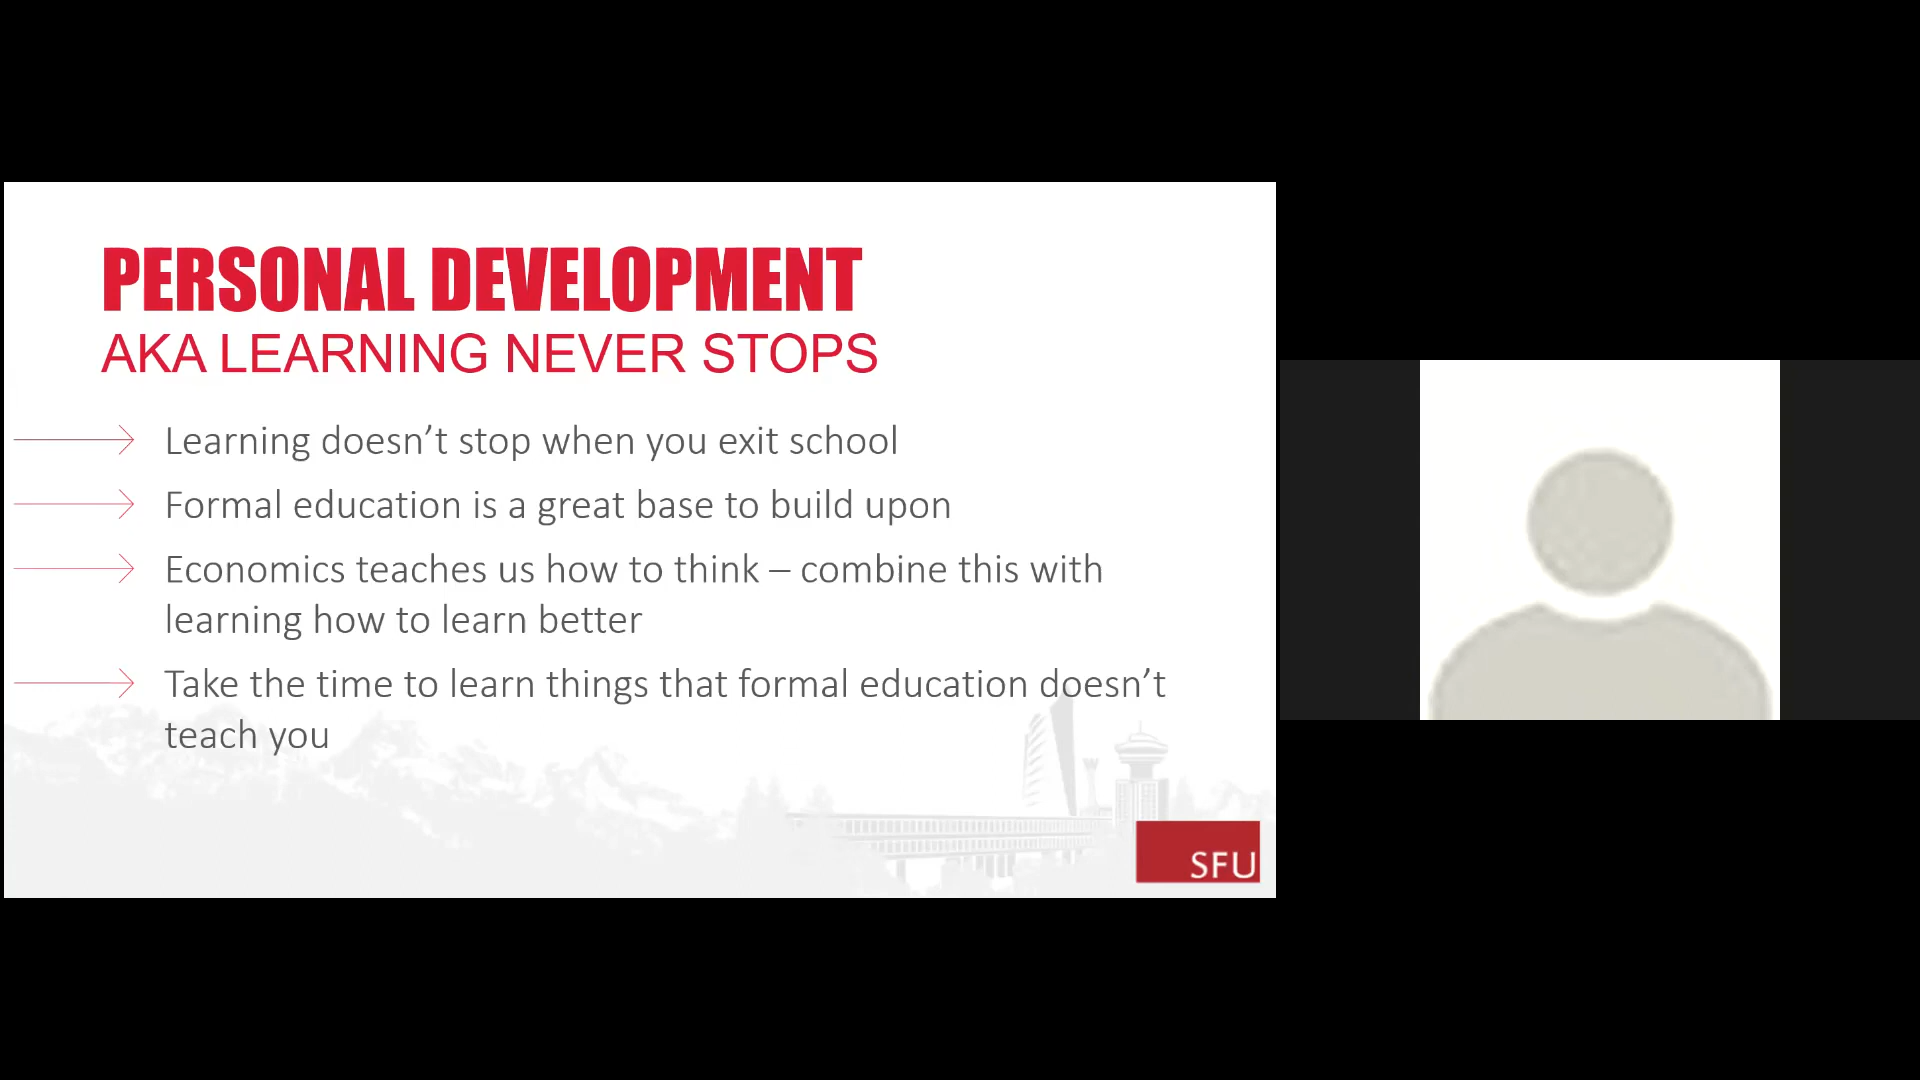 PERSONAL DEVELOPMENT
AKA LEARNING NEVER STOPS
Learning doesn’t stop when you exit school
Formal education is a great base to build upon
Economics teaches us how to think – combine this with
learning how to learn better
Take the time to learn things that formal education doesn’t
teach you
SFU